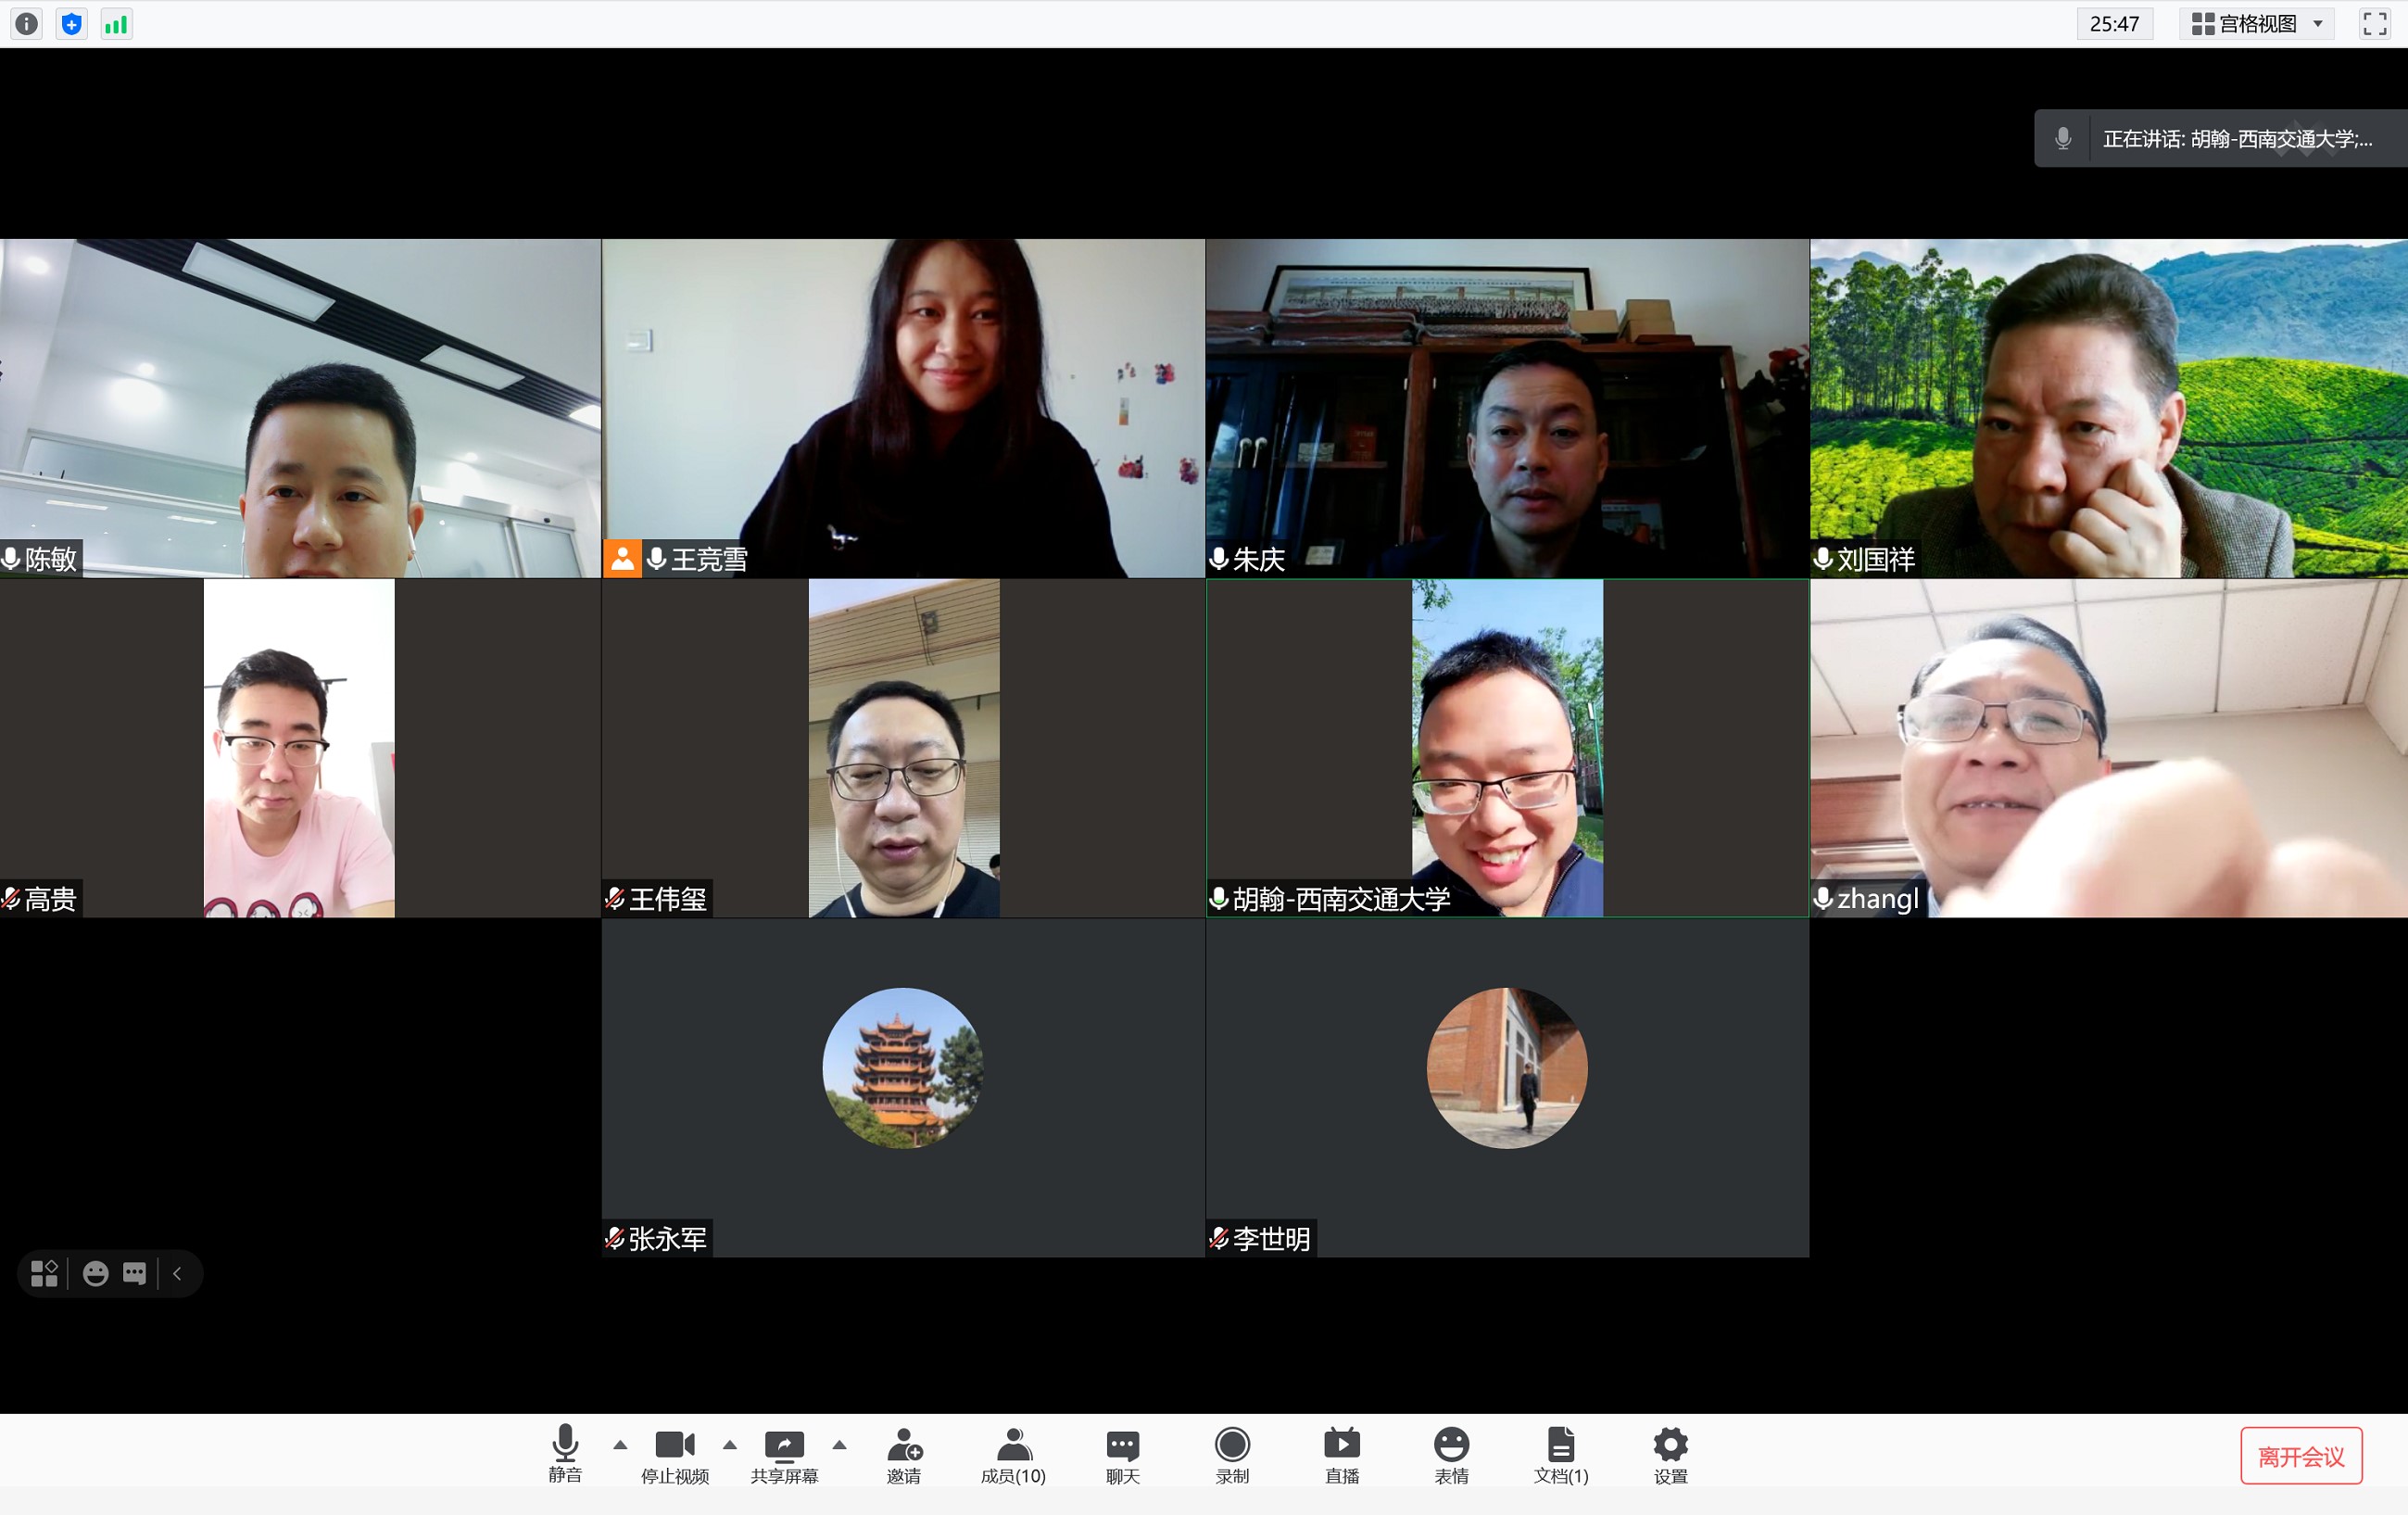 25:47
宫格视图
正在讲话: 胡翰-西南交通大学;...
陈敏
王竞雪
朱庆
刘国祥
高贵
王伟玺
胡翰-西南交通大学
zhangl
张永军
李世明
静音
停止视频
共享屏幕
邀请
成员(10)
聊天
录制
直播
表情
文档(1)
设置
离开会议